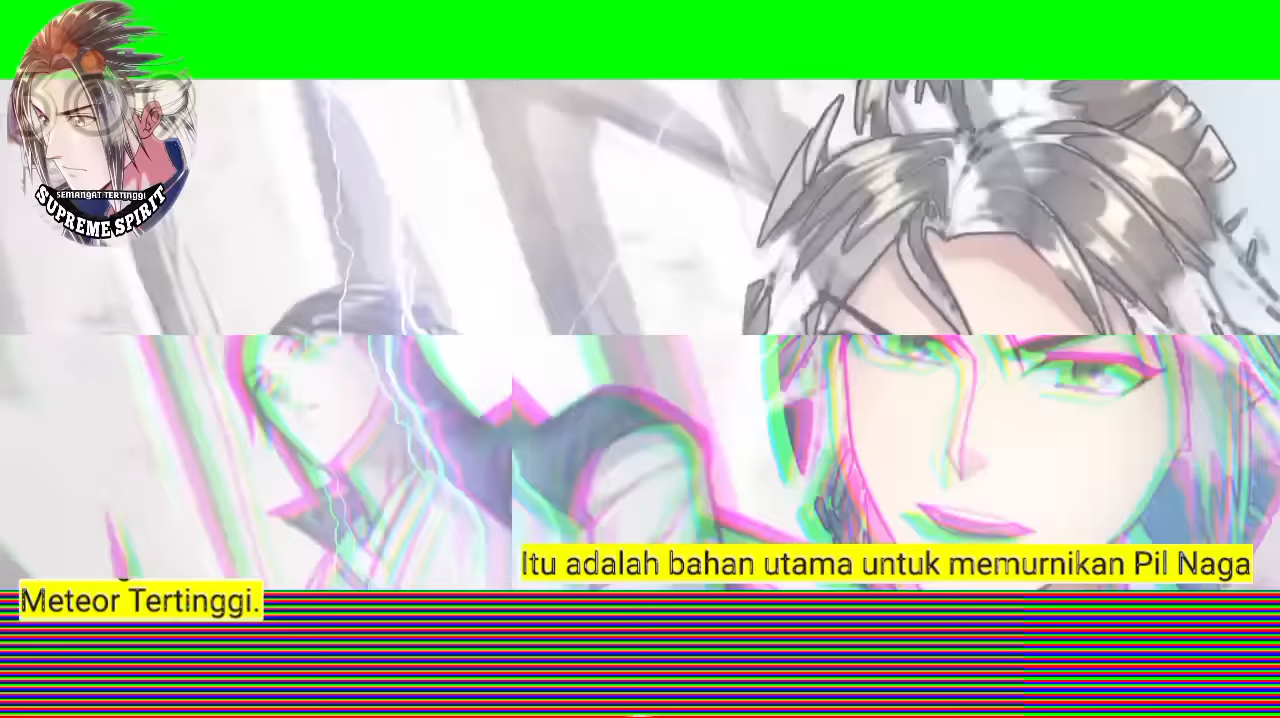 SEMANGAT TERTINGGI
SUPREME SPIRIT
Itu adalah bahan utama untuk memurnikan Pil Naga
Meteor Tertinggi.